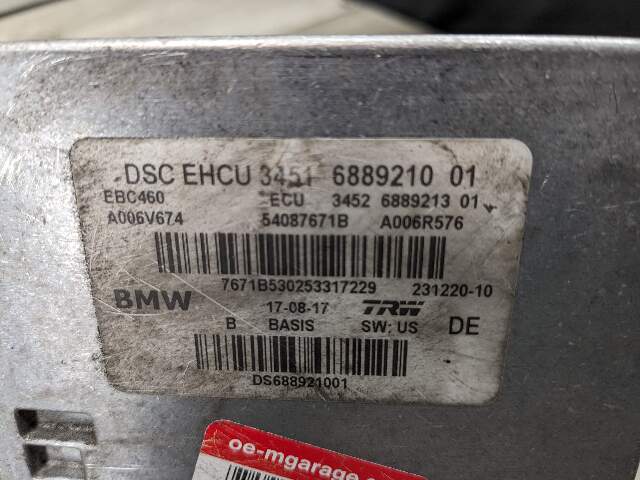 DSC EHCU 3451 6889210 01
EBC460 ECU 3452 6889213 01
A006V674 54087671B A006R576
7671B530253317229 231220-10
BMW 17-08-17 TRW
B BASIS SW: US DE
DS688921001
oe-mgarage.